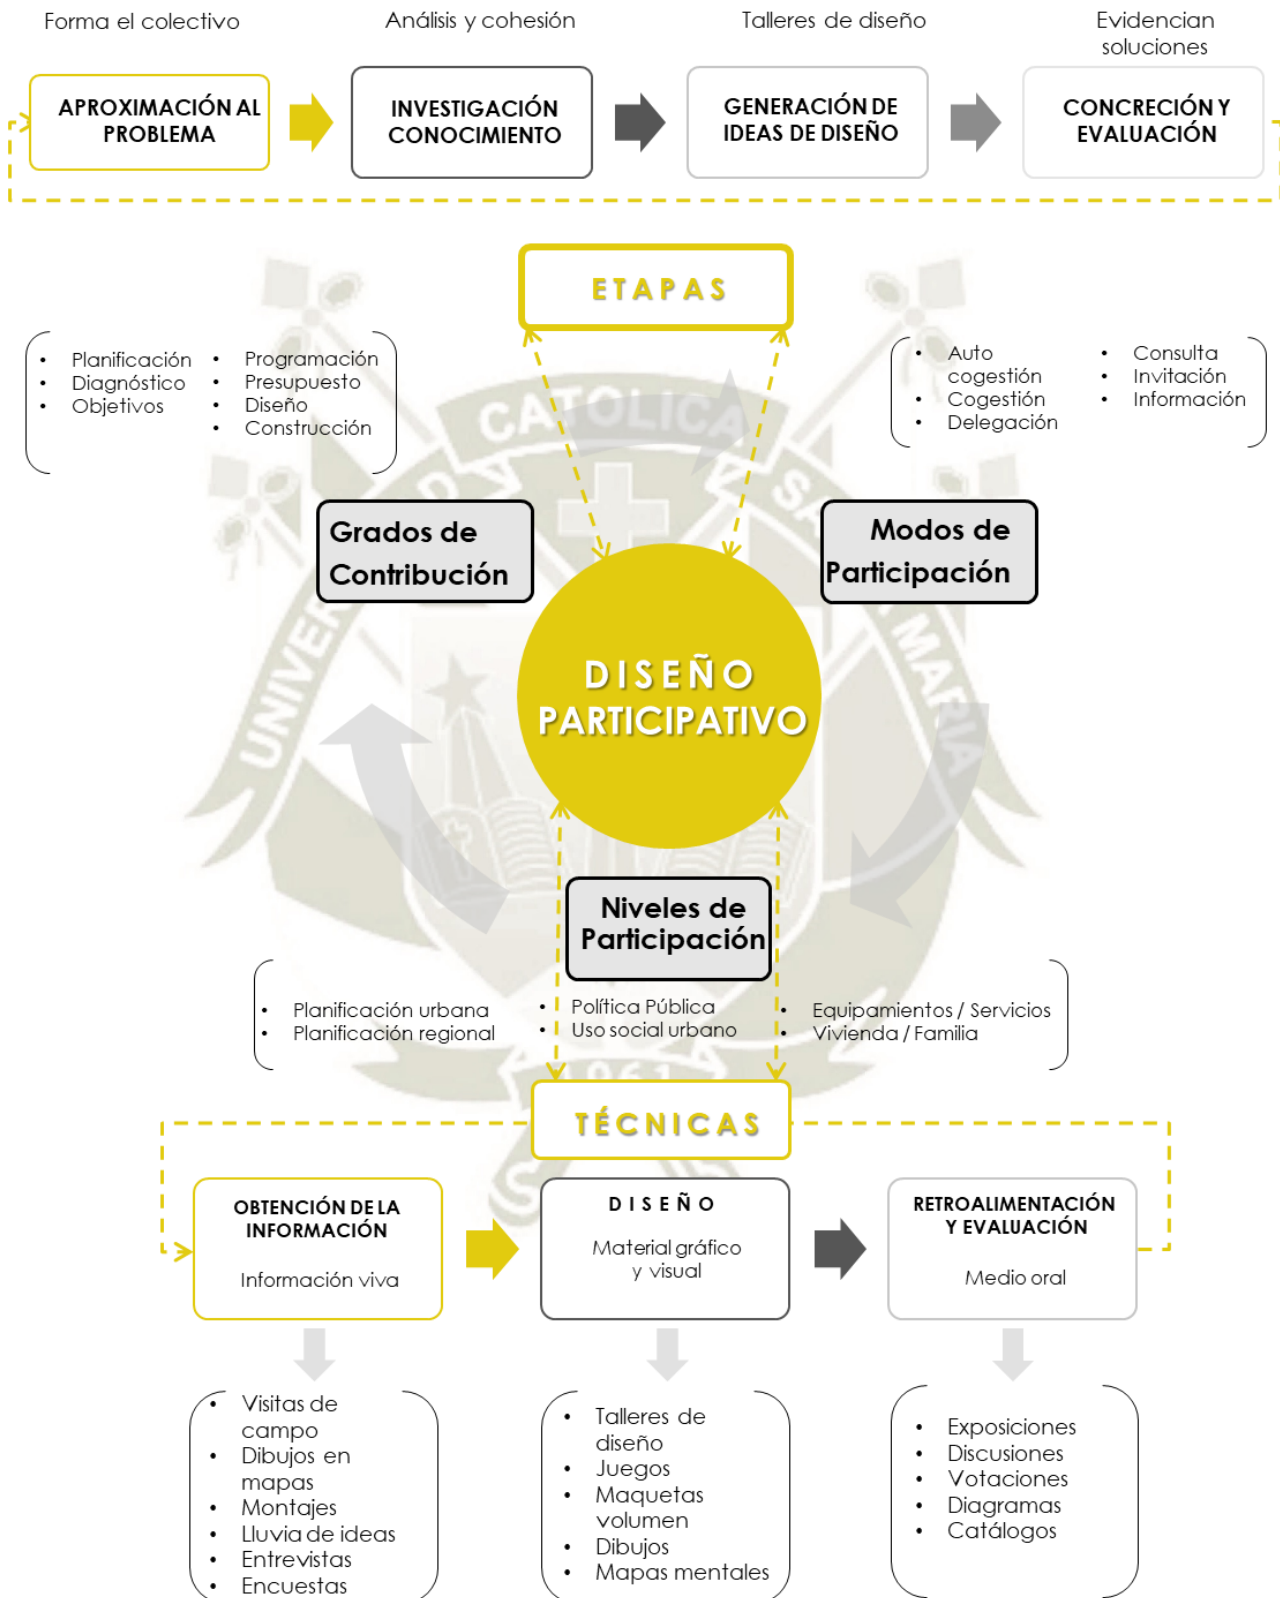 Forma el colectivo
Análisis y cohesión
Talleres de diseño
Evidencian
soluciones
APROXIMACIÓN AL
PROBLEMA
INVESTIGACIÓN
CONOCIMIENTO
GENERACIÓN DE
IDEAS DE DISEÑO
CONCRECIÓN Y
EVALUACIÓN
ETAPAS
• Planificación
• Diagnóstico
• Objetivos
• Programación
• Presupuesto
• Diseño
• Construcción
• Auto
cogestión
• Cogestión
• Delegación
• Consulta
• Invitación
• Información
CATOLICA
Grados de
Contribución
Modos de
Participación
DISEÑO
PARTICIPATIVO
MARIA
Niveles de
Participación
• Planificación urbana
• Planificación regional
• Política Pública
• Uso social urbano
• Equipamientos / Servicios
• Vivienda / Familia
1961
TÉCNICAS
OBTENCIÓN DE LA
INFORMACIÓN
Información viva
DISEÑO
Material gráfico
y visual
RETROALIMENTACIÓN
Y EVALUACIÓN
Medio oral
• Visitas de
campo
• Dibujos en
mapas
• Montajes
• Lluvia de ideas
• Entrevistas
• Encuestas
• Talleres de
diseño
• Juegos
• Maquetas
volumen
• Dibujos
• Mapas mentales
• Exposiciones
• Discusiones
• Votaciones
• Diagramas
• Catálogos